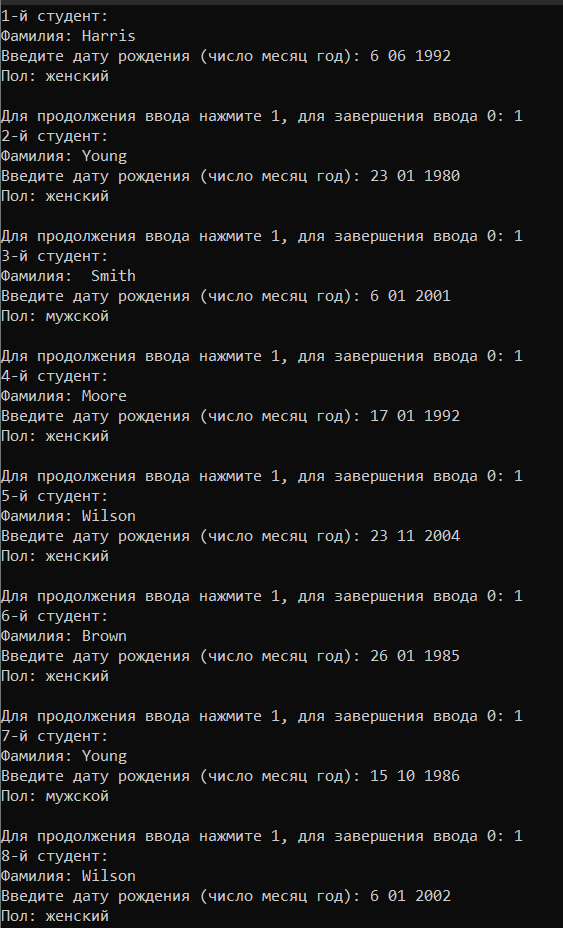 1-й студент:
Фамилия: Harris
Введите дату рождения (число месяц год): 6 06 1992
Пол: женский
Для продолжения ввода нажмите 1, для завершения ввода 0: 1
2-й студент:
Фамилия: Young
Введите дату рождения (число месяц год): 23 01 1980
Пол: женский
Для продолжения ввода нажмите 1, для завершения ввода 0: 1
3-й студент:
Фамилия:  Smith
Введите дату рождения (число месяц год): 6 01 2001
Пол: мужской
Для продолжения ввода нажмите 1, для завершения ввода 0: 1
4-й студент:
Фамилия: Moore
Введите дату рождения (число месяц год): 17 01 1992
Пол: женский
Для продолжения ввода нажмите 1, для завершения ввода 0: 1
5-й студент:
Фамилия: Wilson
Введите дату рождения (число месяц год): 23 11 2004
Пол: женский
Для продолжения ввода нажмите 1, для завершения ввода 0: 1
6-й студент:
Фамилия: Brown
Введите дату рождения (число месяц год): 26 01 1985
Пол: женский
Для продолжения ввода нажмите 1, для завершения ввода 0: 1
7-й студент:
Фамилия: Young
Введите дату рождения (число месяц год): 15 10 1986
Пол: мужской
Для продолжения ввода нажмите 1, для завершения ввода 0: 1
8-й студент:
Фамилия: Wilson
Введите дату рождения (число месяц год): 6 01 2002
Пол: женский